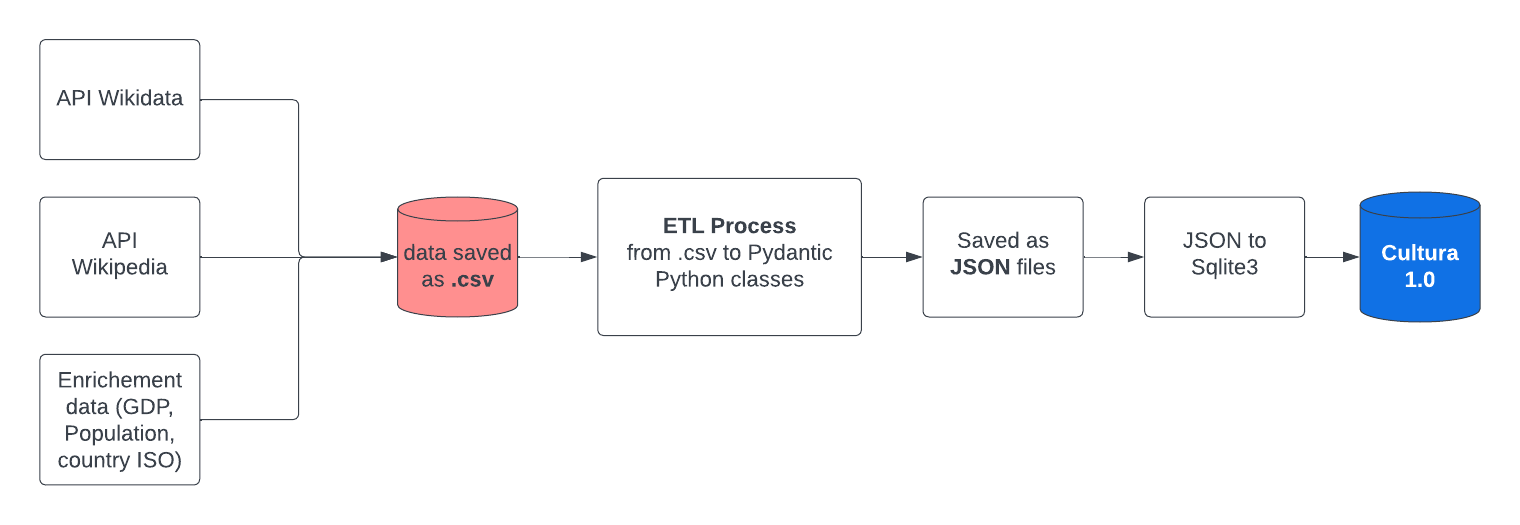 API Wikidata
API
Wikipedia
Enrichement
data (GDP,
Population,
country ISO)
data saved
as .csv
ETL Process
from .csv to Pydantic
Python classes
Saved as
JSON files
JSON to
Sqlite3
Cultura
1.0